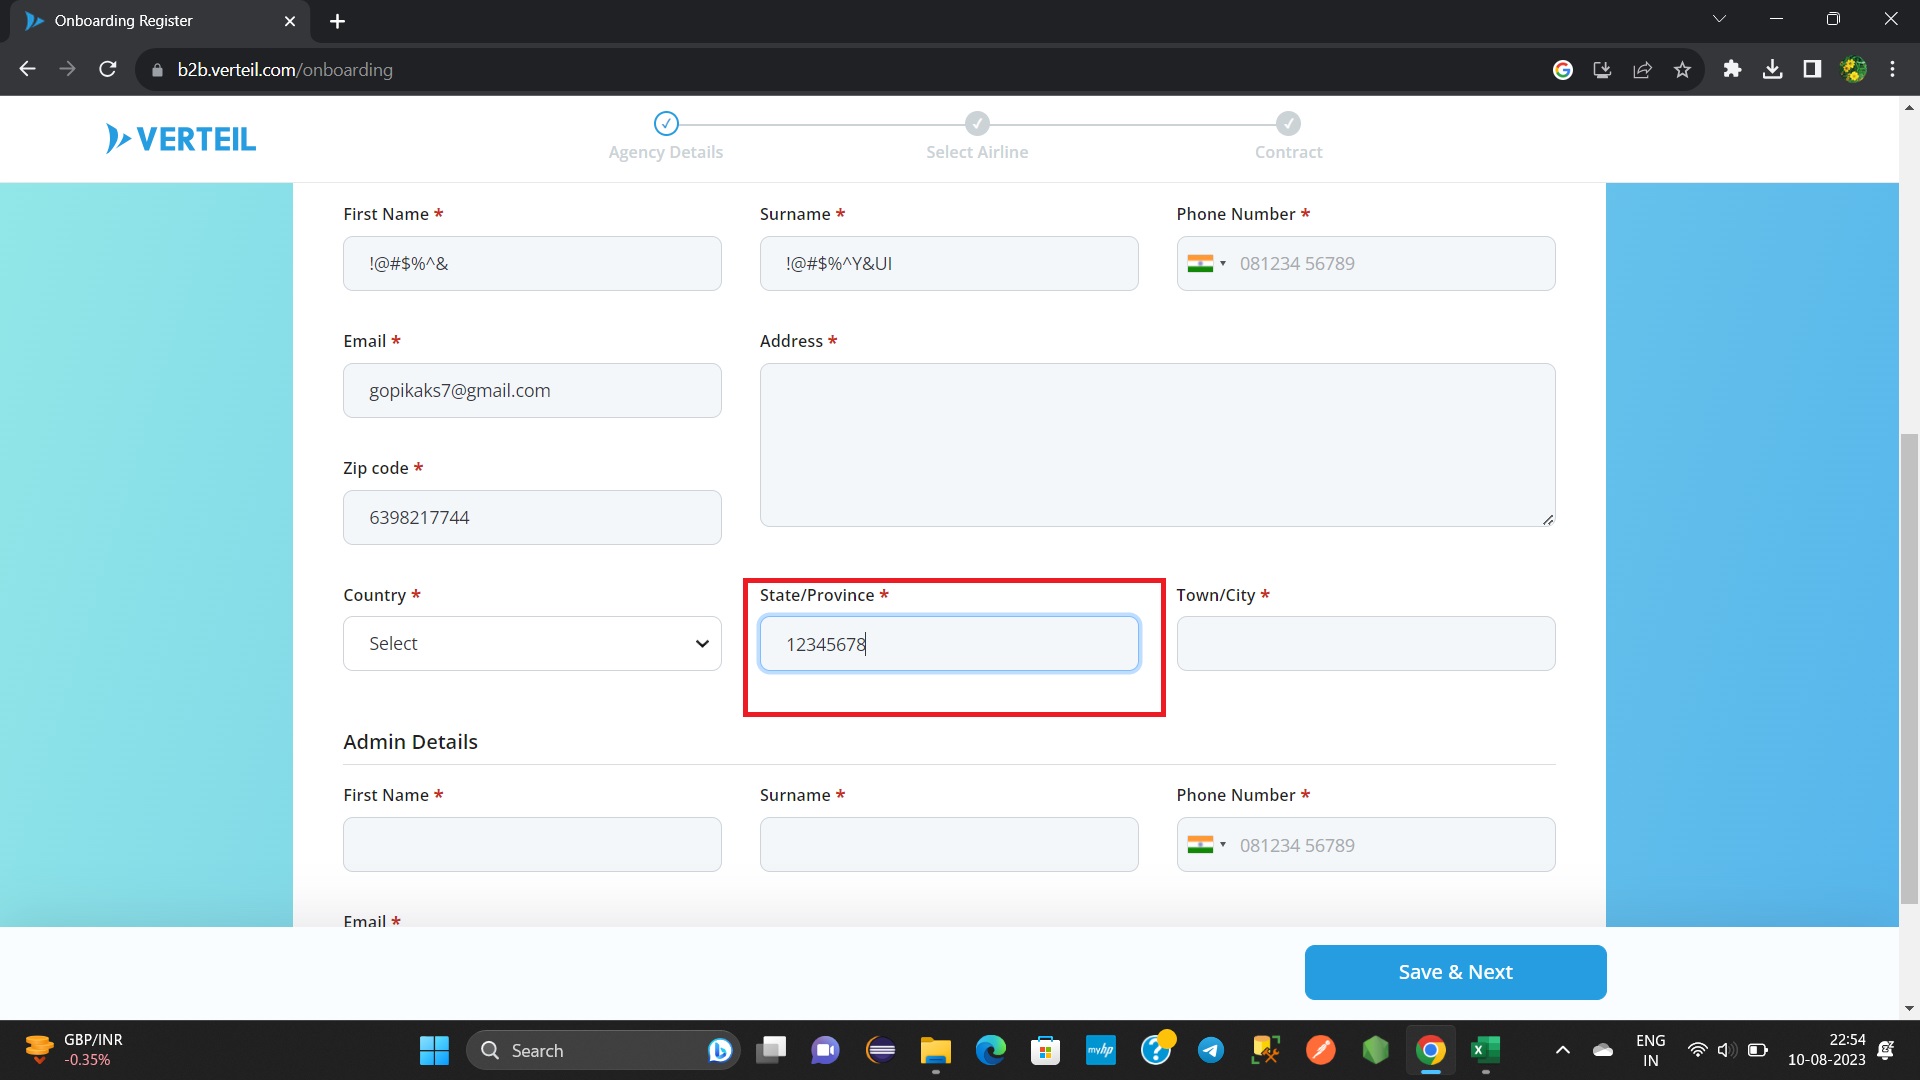 Onboarding Register
b2b.verteil.com/onboarding
VERTEIL
Agency Details
Select Airline
Contract
First Name *
Surname *
Phone Number *
!@#$%^&
!@#$%^Y&UI
081234 56789
Email *
Address *
gopikaks7@gmail.com
Zip code *
6398217744
Country *
State/Province *
Town/City *
Select
12345678
Admin Details
First Name *
Surname *
Phone Number *
081234 56789
Email *
Save & Next
GBP/INR
-0.35%
Search
myhp
ENG
IN
22:54
10-08-2023